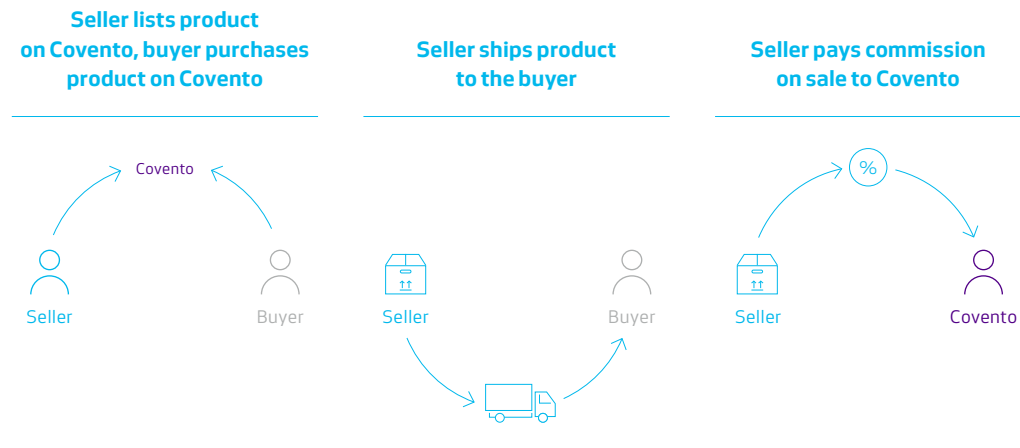 Seller lists product
on Covento, buyer purchases
product on Covento
Covento
Seller
Buyer
Seller ships product
to the buyer
Seller
Buyer
Seller pays commission
on sale to Covento
%
Seller
Covento